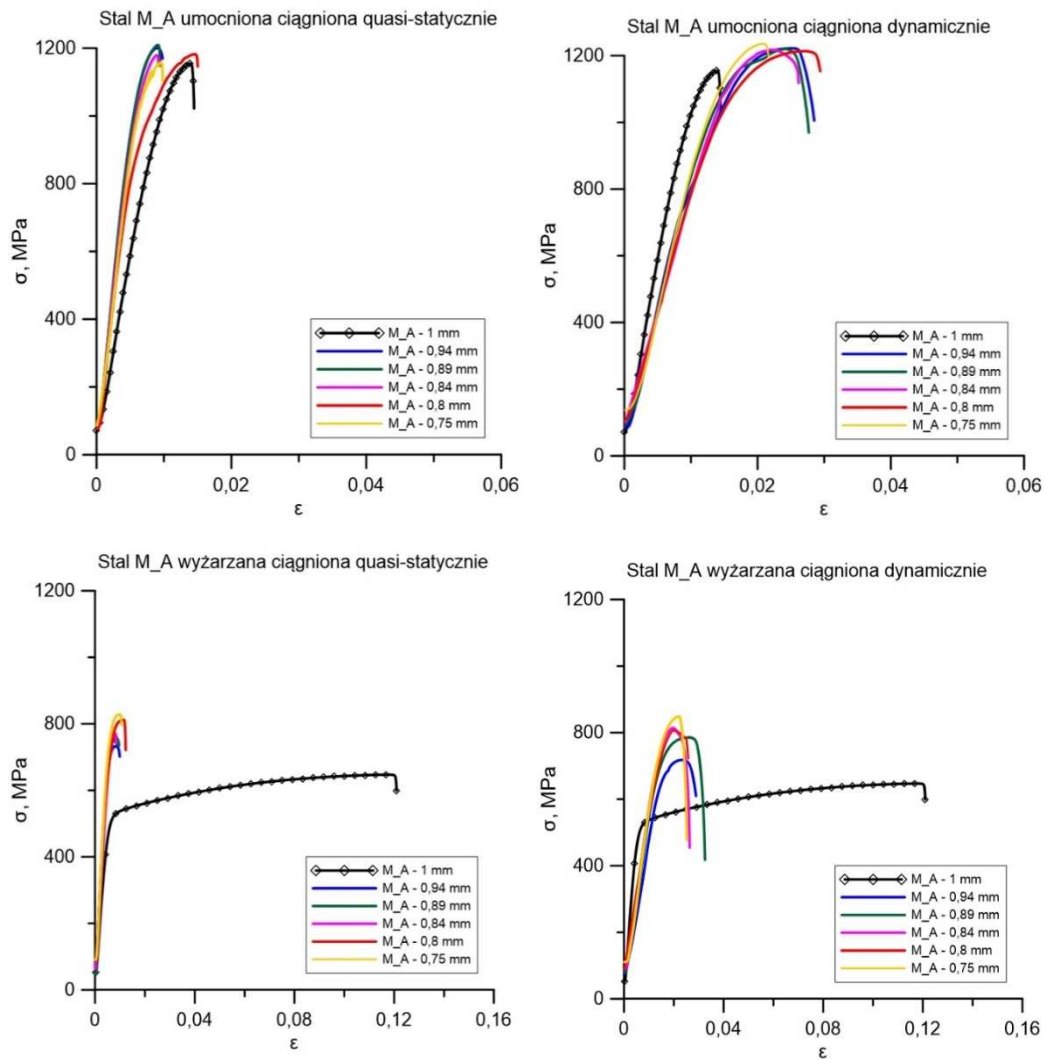 Stal M_A umocniona ciągniona quasi-statycznie
1200
800
400
0
σ, MPa
0
0,02
0,04
0,06
ε
M_A - 1 mm
M_A - 0,94 mm
M_A - 0,89 mm
M_A - 0,84 mm
M_A - 0,8 mm
M_A - 0,75 mm
Stal M_A umocniona ciągniona dynamicznie
1200
800
400
0
σ, MPa
0
0,02
0,04
0,06
ε
M_A - 1 mm
M_A - 0,94 mm
M_A - 0,89 mm
M_A - 0,84 mm
M_A - 0,8 mm
M_A - 0,75 mm
Stal M_A wyżarzana ciągniona quasi-statycznie
1200
800
400
0
σ, MPa
0
0,04
0,08
0,12
0,16
ε
M_A - 1 mm
M_A - 0,94 mm
M_A - 0,89 mm
M_A - 0,84 mm
M_A - 0,8 mm
M_A - 0,75 mm
Stal M_A wyżarzana ciągniona dynamicznie
1200
800
400
0
σ, MPa
0
0,04
0,08
0,12
0,16
ε
M_A - 1 mm
M_A - 0,94 mm
M_A - 0,89 mm
M_A - 0,84 mm
M_A - 0,8 mm
M_A - 0,75 mm